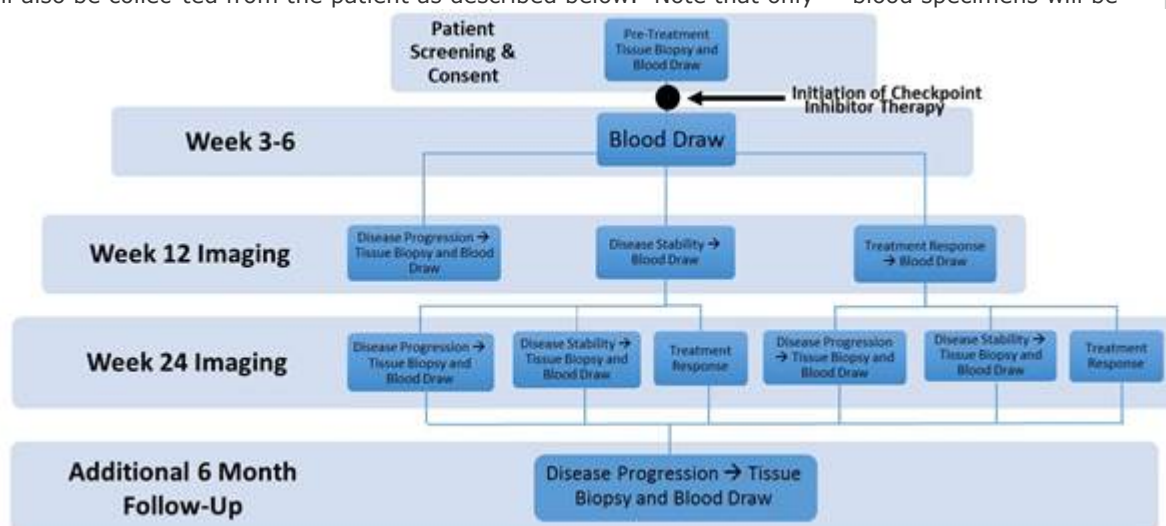 ll also be collec-ted from the patient as described below. Note that only blood specimens will be
Patient
Screening &
Consent
Pre-Treatment
Tissue Biopsy and
Blood Draw
Initiation of Checkpoint
Inhibitor Therapy
Week 3-6
Blood Draw
Week 12 Imaging
Disease Progression →
Tissue Biopsy and Blood
Draw
Disease Stability →
Blood Draw
Treatment Response
→ Blood Draw
Week 24 Imaging
Disease Progression →
Tissue Biopsy and
Blood Draw
Disease Stability →
Tissue Biopsy and
Blood Draw
Treatment
Response
Disease Progression
→ Tissue Biopsy and
Blood Draw
Disease Stability →
Tissue Biopsy and
Blood Draw
Treatment
Response
Additional 6 Month
Follow-Up
Disease Progression → Tissue
Biopsy and Blood Draw